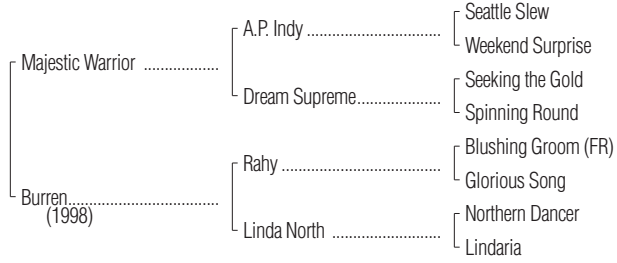 Seattle Slew
A.P. Indy ..........................
Weekend Surprise
Majestic Warrior ..................
Seeking the Gold
Dream Supreme....................
Spinning Round
Blushing Groom (FR)
Rahy ................................
Glorious Song
Burren....................................
(1998)
Northern Dancer
Linda North .....................
Lindaria